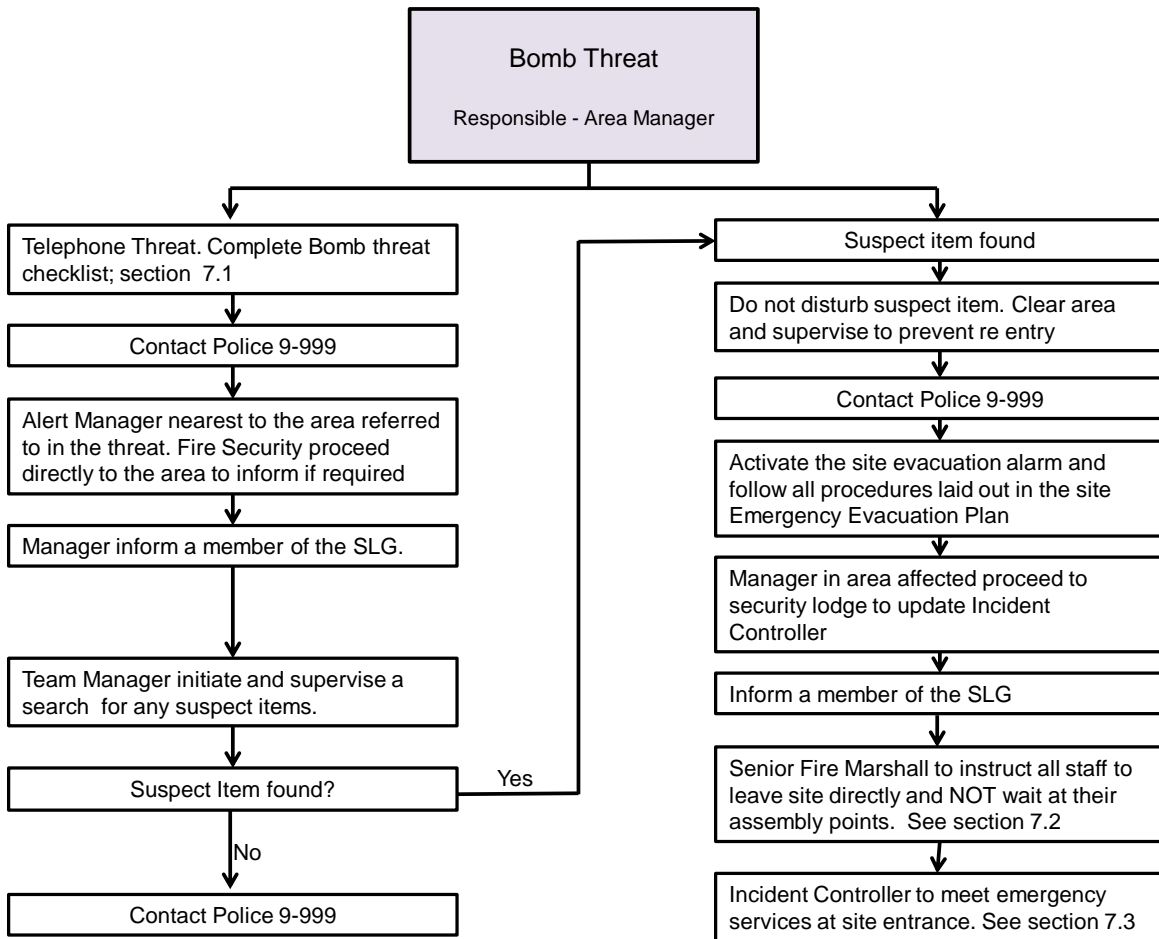 Bomb Threat
Responsible - Area Manager
Telephone Threat. Complete Bomb threat
checklist; section 7.1
Contact Police 9-999
Alert Manager nearest to the area referred
to in the threat. Fire Security proceed
directly to the area to inform if required
Manager inform a member of the SLG.
Team Manager initiate and supervise a
search for any suspect items.
Suspect Item found?
Yes
No
Contact Police 9-999
Suspect item found
Do not disturb suspect item. Clear area
and supervise to prevent re entry
Contact Police 9-999
Activate the site evacuation alarm and
follow all procedures laid out in the site
Emergency Evacuation Plan
Manager in area affected proceed to
security lodge to update Incident
Controller
Inform a member of the SLG
Senior Fire Marshall to instruct all staff to
leave site directly and NOT wait at their
assembly points. See section 7.2
Incident Controller to meet emergency
services at site entrance. See section 7.3